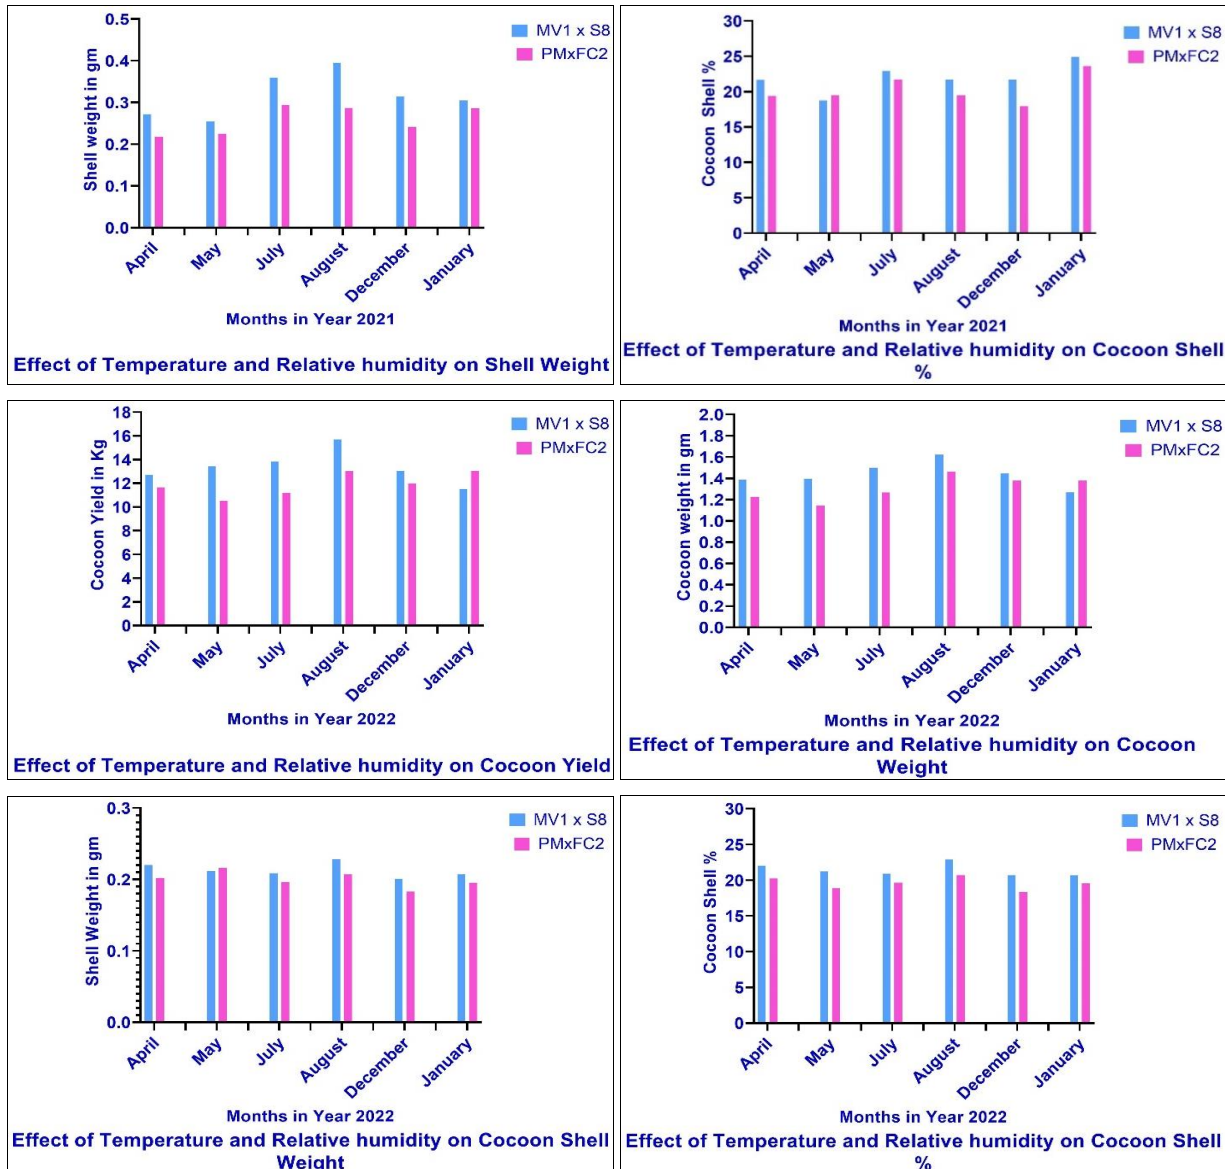 0.5
0.4
0.3
0.2
0.1
0.0
Shell weight in gm
MV1 x S8
PMxFC2
April
May
July
August
December
January
Months in Year 2021
Effect of Temperature and Relative humidity on Shell Weight
30
25
20
15
10
5
0
Cocoon Shell %
MV1 x S8
PMxFC2
April
May
July
August
December
January
Months in Year 2021
Effect of Temperature and Relative humidity on Cocoon Shell
%
18
16
14
12
10
8
6
4
2
0
Cocoon Yield in Kg
MV1 x S8
PMxFC2
April
May
July
August
December
January
Months in Year 2022
Effect of Temperature and Relative humidity on Cocoon Yield
2.0
1.8
1.6
1.4
1.2
1.0
0.8
0.6
0.4
0.2
0.0
Cocoon weight in gm
MV1 x S8
PMxFC2
April
May
July
August
December
January
Months in Year 2022
Effect of Temperature and Relative humidity on Cocoon
Weight
0.3
0.2
0.1
0.0
Shell Weight in gm
MV1 x S8
PMxFC2
April
May
July
August
December
January
Months in Year 2022
Effect of Temperature and Relative humidity on Cocoon Shell
Weight
30
25
20
15
10
5
0
Cocoon Shell %
MV1 x S8
PMxFC2
April
May
July
August
December
January
Months in Year 2022
Effect of Temperature and Relative humidity on Cocoon Shell
%